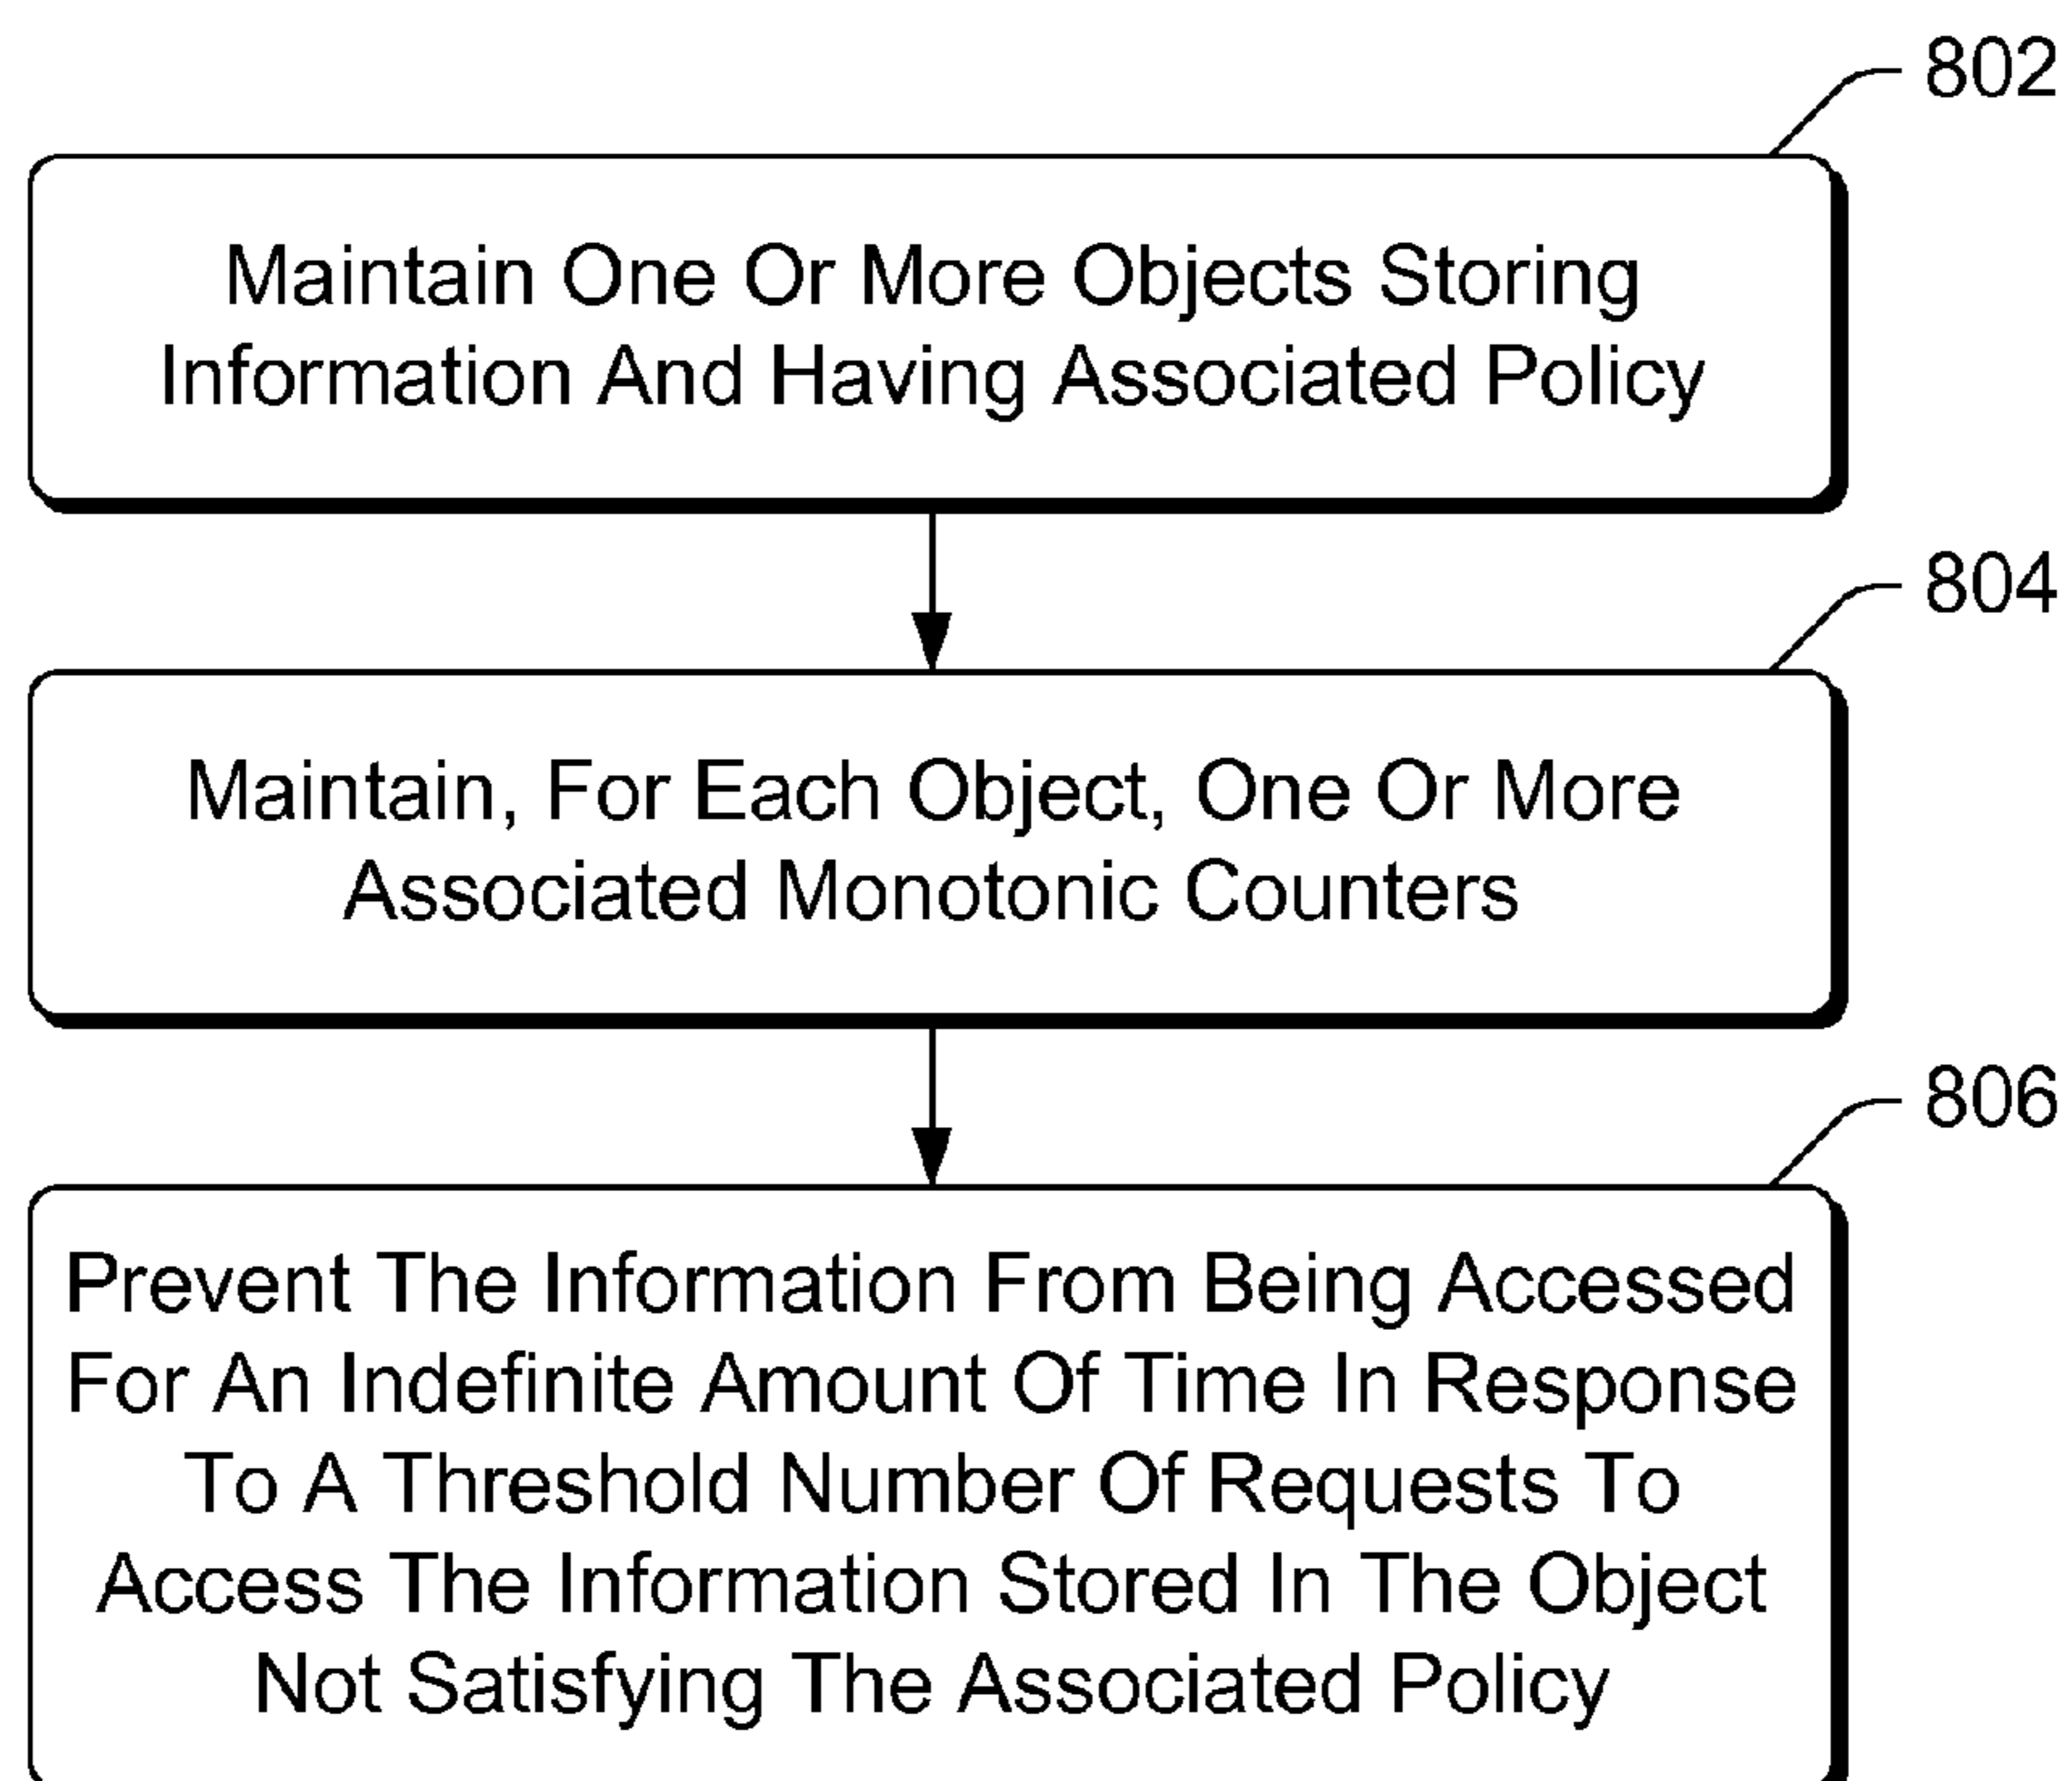 802
Maintain One Or More Objects Storing
Information And Having Associated Policy
804
Maintain, For Each Object, One Or More
Associated Monotonic Counters
806
Prevent The Information From Being Accessed
For An Indefinite Amount Of Time In Response
To A Threshold Number Of Requests To
Access The Information Stored In The Object
Not Satisfying The Associated Policy